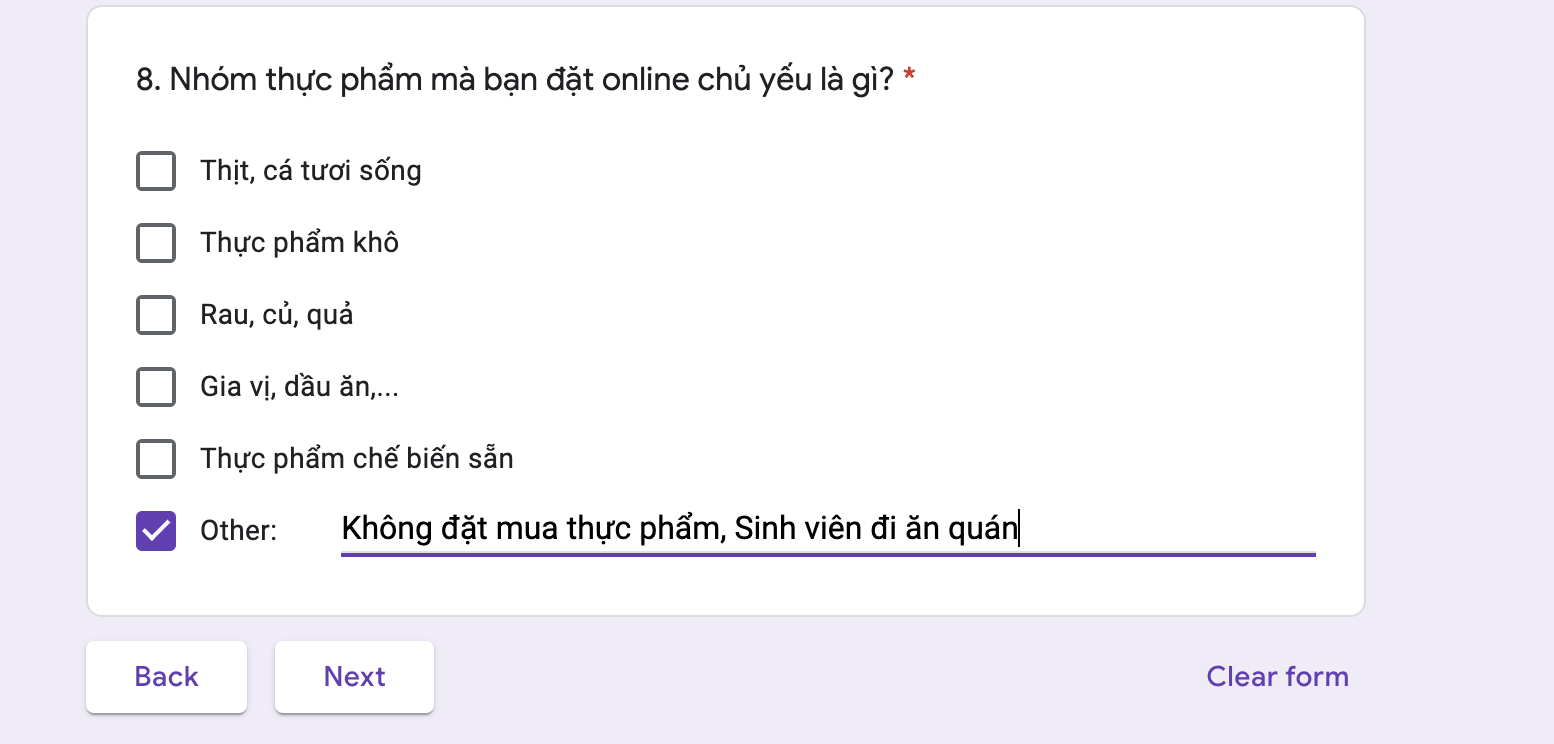 8. Nhóm thực phẩm mà bạn đặt online chủ yếu là gì? *
Thịt, cá tươi sống
Thực phẩm khô
Rau, củ, quả
Gia vị, dầu ăn,...
Thực phẩm chế biến sẵn
Other: Không đặt mua thực phẩm, Sinh viên đi ăn quán
Back Next Clear form